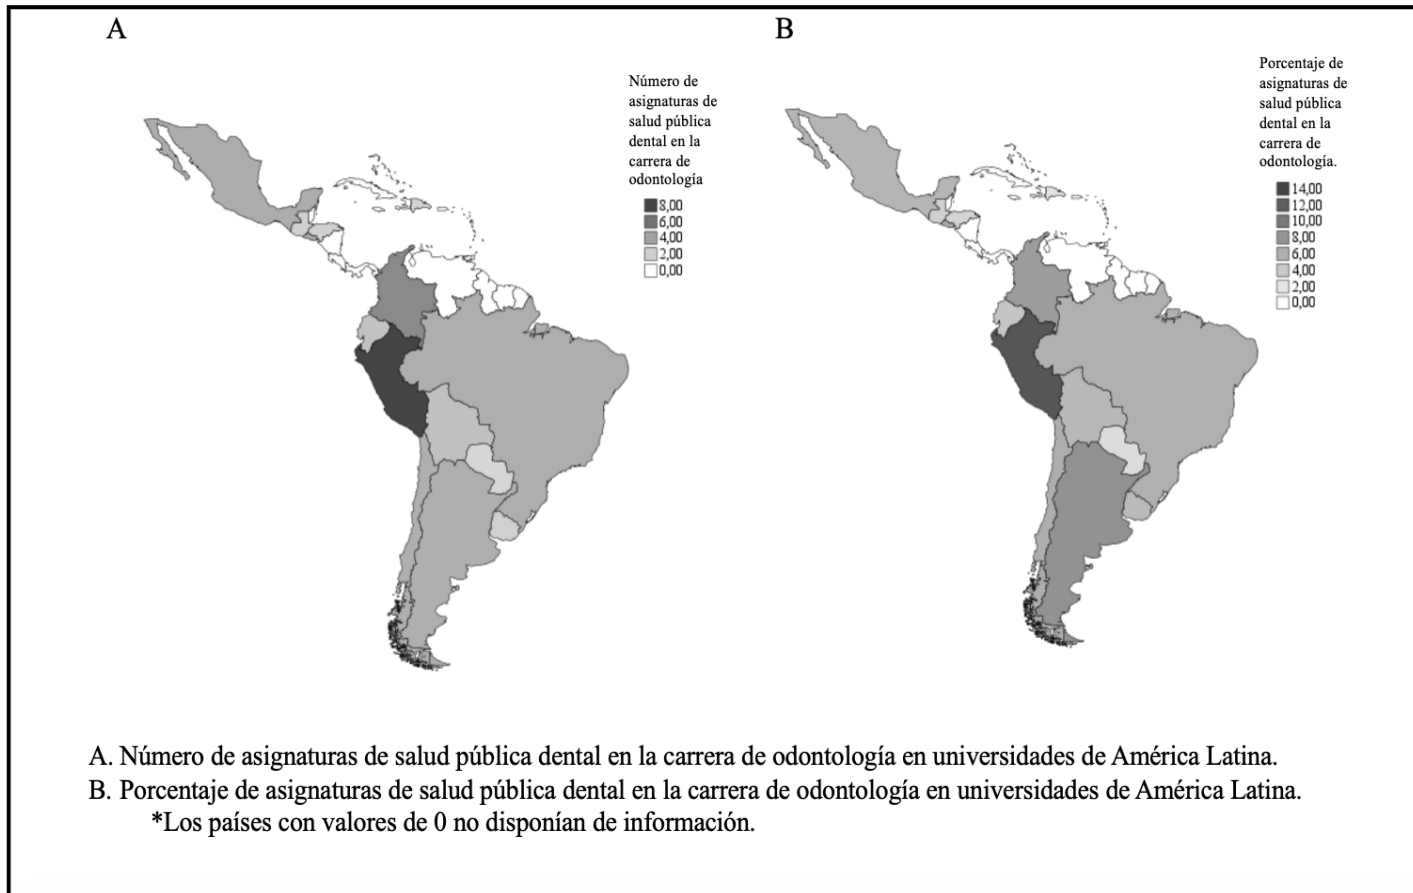 A
B
Número de
asignaturas de
salud pública
dental en la
carrera de
odontología
8,00
6,00
4,00
2,00
0,00
Porcentaje de
asignaturas de
salud pública
dental en la
carrera de
odontología.
14,00
12,00
10,00
8,00
6,00
4,00
2,00
0,00
A. Número de asignaturas de salud pública dental en la carrera de odontología en universidades de América Latina.
B. Porcentaje de asignaturas de salud pública dental en la carrera de odontología en universidades de América Latina.
*Los países con valores de 0 no disponían de información.